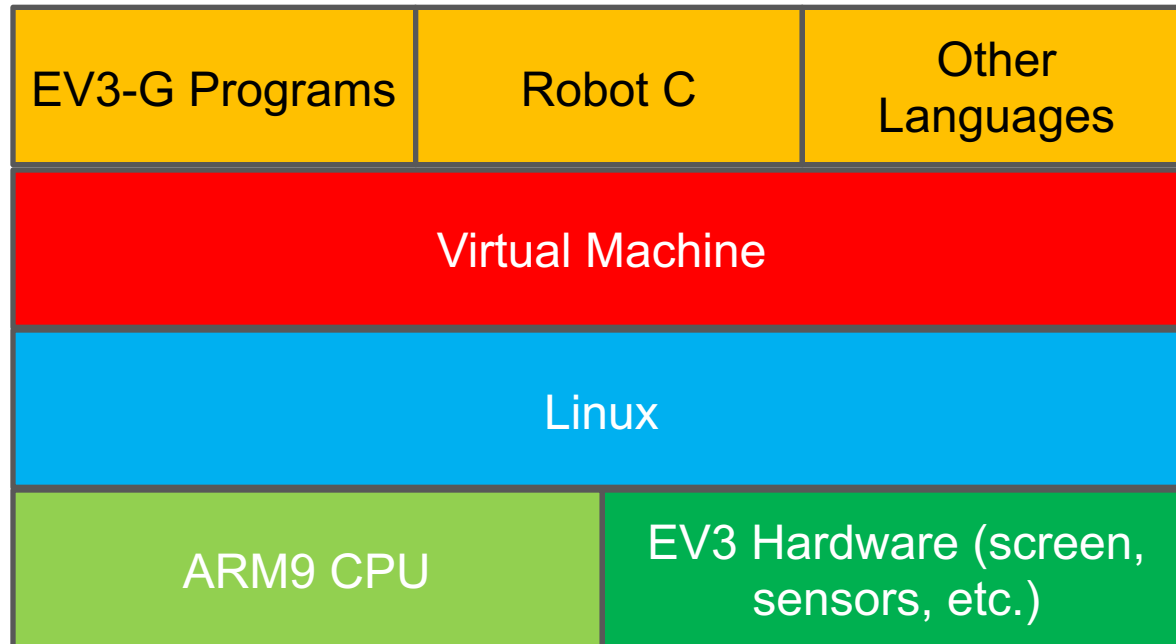 EV3-G Programs
Robot C
Other
Languages
Virtual Machine
Linux
ARM9 CPU
EV3 Hardware (screen,
sensors, etc.)